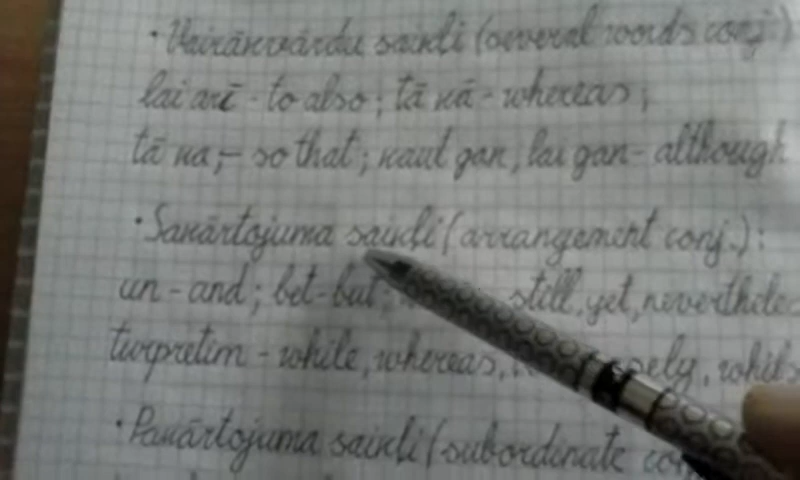 · Vairākvārdu saikļi (several words conj.)
lai arī - to also; tā kā - whereas;
tā ka, - so that; kaut gan, lai gan - although
· Sakārtojuma saikļi (arrangement conj.):
un - and; bet - but; still, yet, neverthele
turpretim - while, whereas, whils
· Pakārtojuma saikļi (subordinate con